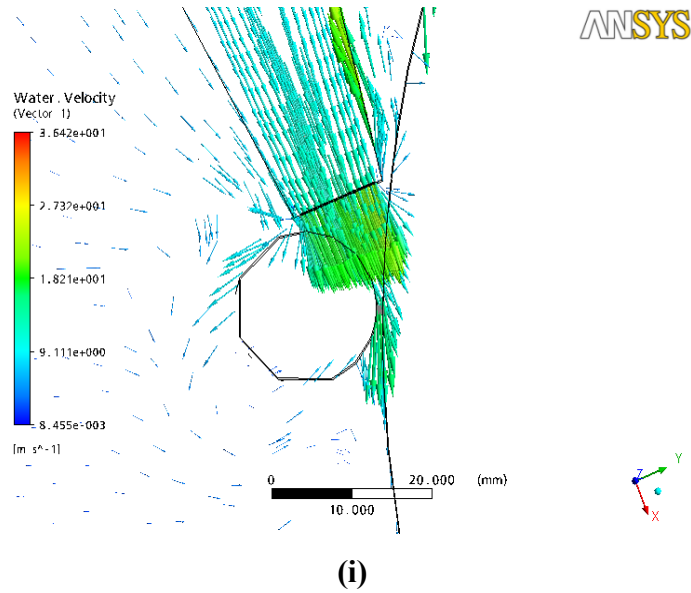 ANSYS
Water . Velocity
(Vector 1)
3.642e+001
2.732e+001
1.821e+001
9.111e+000
8.455e-003
[m s^-1]
0 20.000 (mm)
10.000
Z Y
X
(i)